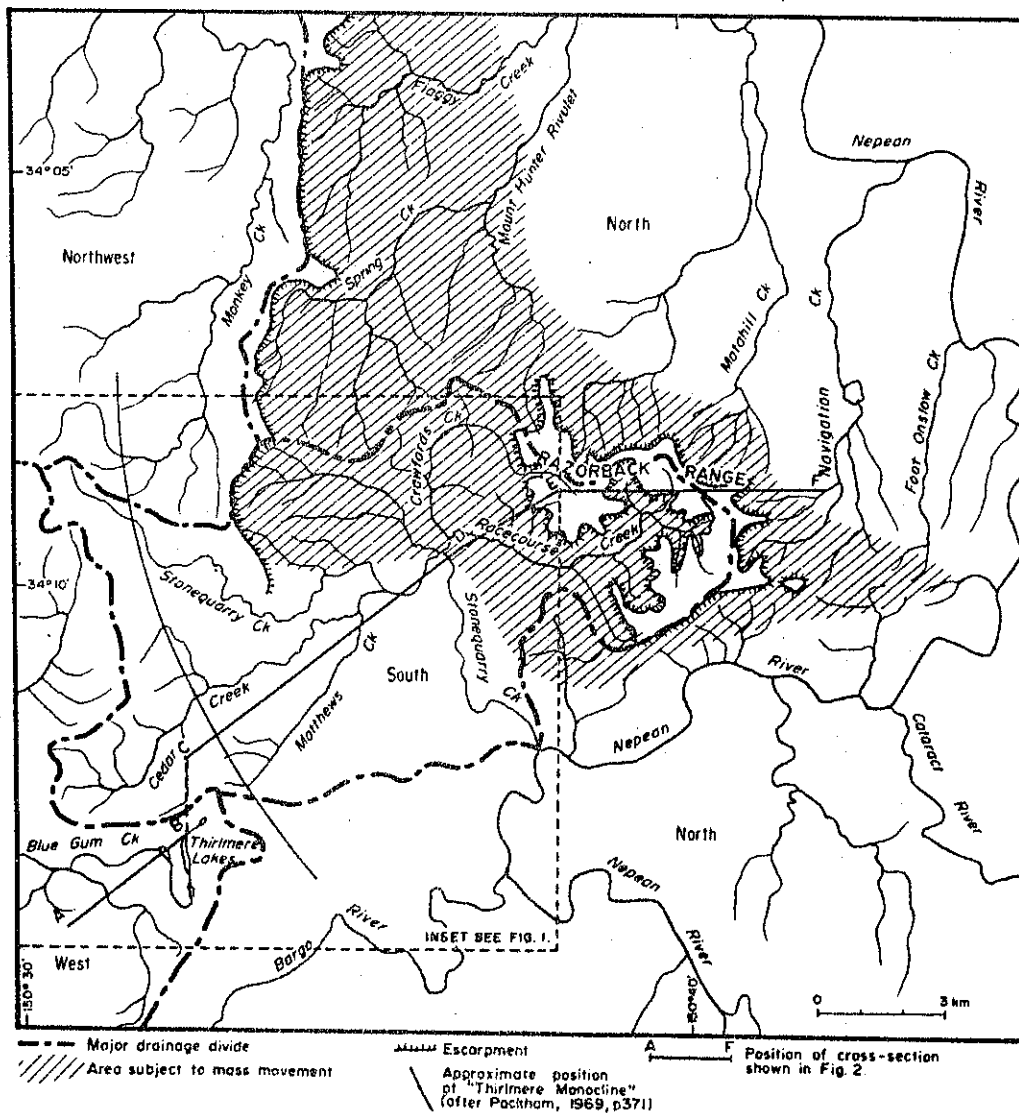 Flaggy Creek
Nepean River
34°05'
Mount Hunter Rivulet
North
Northwest
Monkey Ck
Spring Ck
Matahill Ck
Navigation Ck
Foot Onslow Ck
Crawfords Ck
RAZORBACK RANGE
E
F
D
Racecourse Creek
34°10'
Stonequarry Ck
Stonequarry Ck
South
Matthews Ck
Cedar Creek
C
River
Nepean
Cataract River
B
Blue Gum Ck
Thirlmere Lakes
North
A
Nepean River
Bargo River
INSET SEE FIG. 1.
West
150°30'
150°40'
0 3 km
Major drainage divide
Area subject to mass movement
Escarpment
Approximate position
of "Thirlmere Monocline"
(after Packham, 1969, p371)
A F
Position of cross-section
shown in Fig. 2.